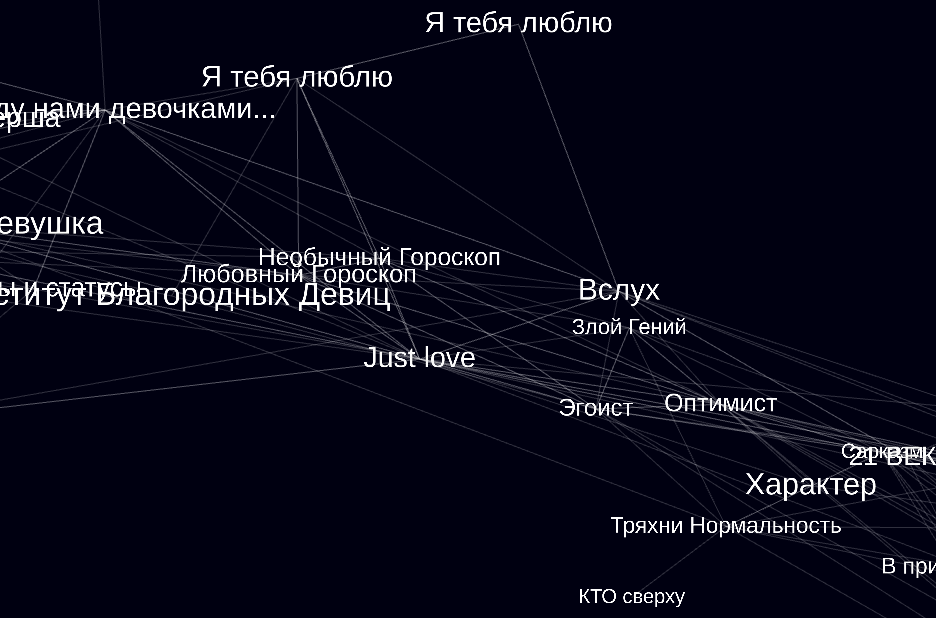 Я тебя люблю
Я тебя люблю
ду нами девочками...
ерша
евушка
Необычный Гороскоп
Любовный Гороскоп
ы и статусы
ститут Благородных Девиц
Вслух
Злой Гений
Just love
Эгоист
Оптимист
Сарказм
21 ВЕК
Характер
Тряхни Нормальность
В при
КТО сверху